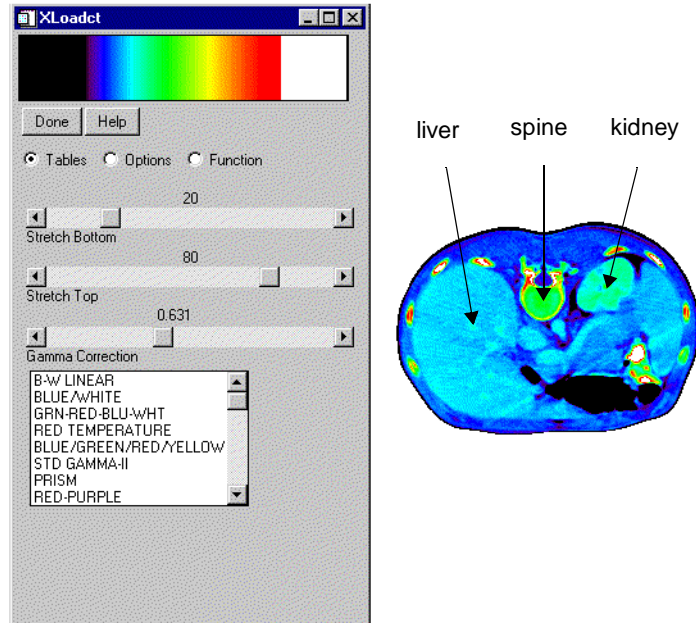 XLoadct
Done Help
Tables Options Function
20
Stretch Bottom
80
Stretch Top
0.631
Gamma Correction
B-W LINEAR
BLUE/WHITE
GRN-RED-BLU-WHT
RED TEMPERATURE
BLUE/GREEN/RED/YELLOW
STD GAMMA-II
PRISM
RED-PURPLE
liver spine kidney